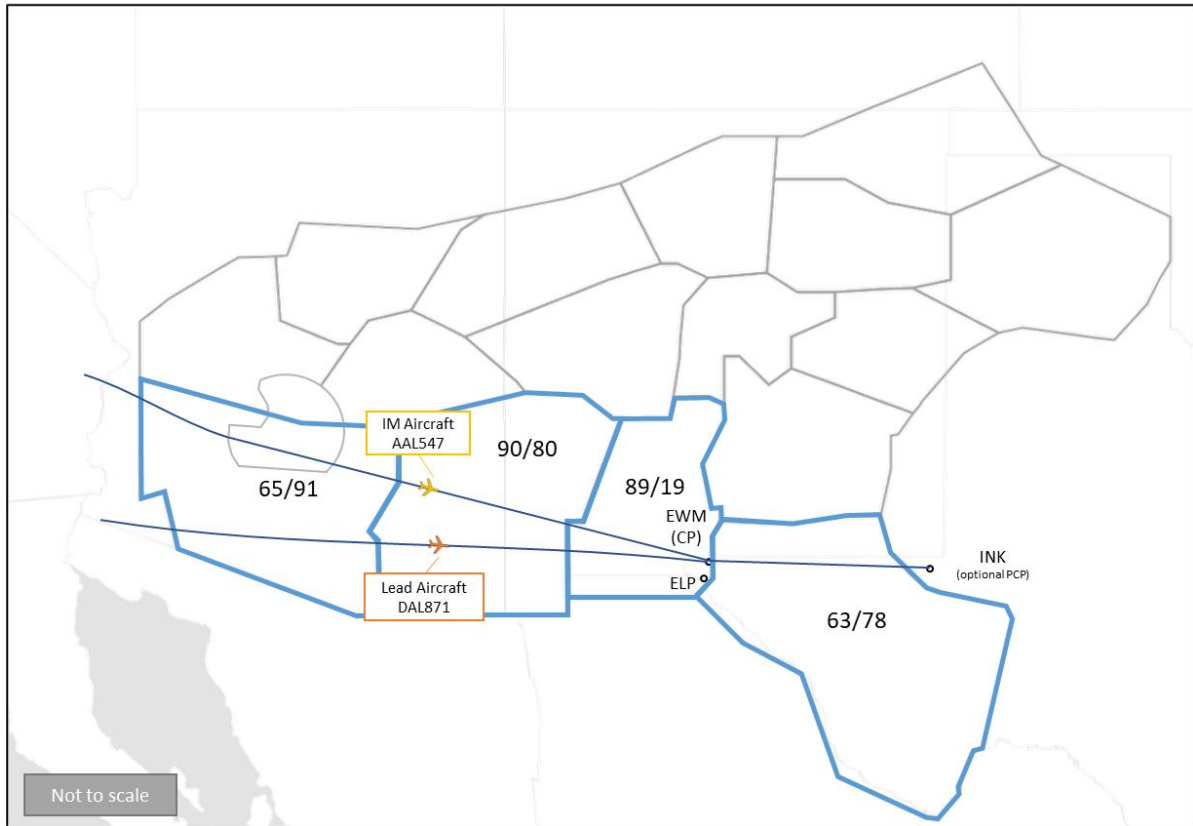 IM Aircraft
AAL547
90/80
65/91
89/19
EWM
(CP)
INK
(optional PCP)
ELP
Lead Aircraft
DAL871
63/78
Not to scale